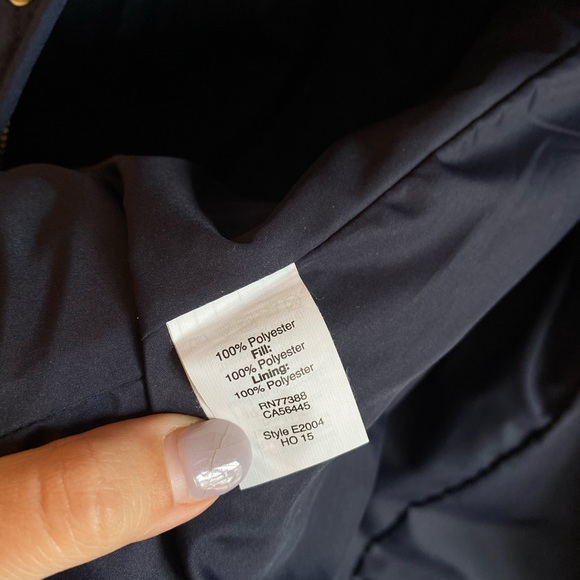 100% Polyester
Fill:
100% Polyester
Lining:
100% Polyester
RN77388
CA56445
Style E2004
HO 15